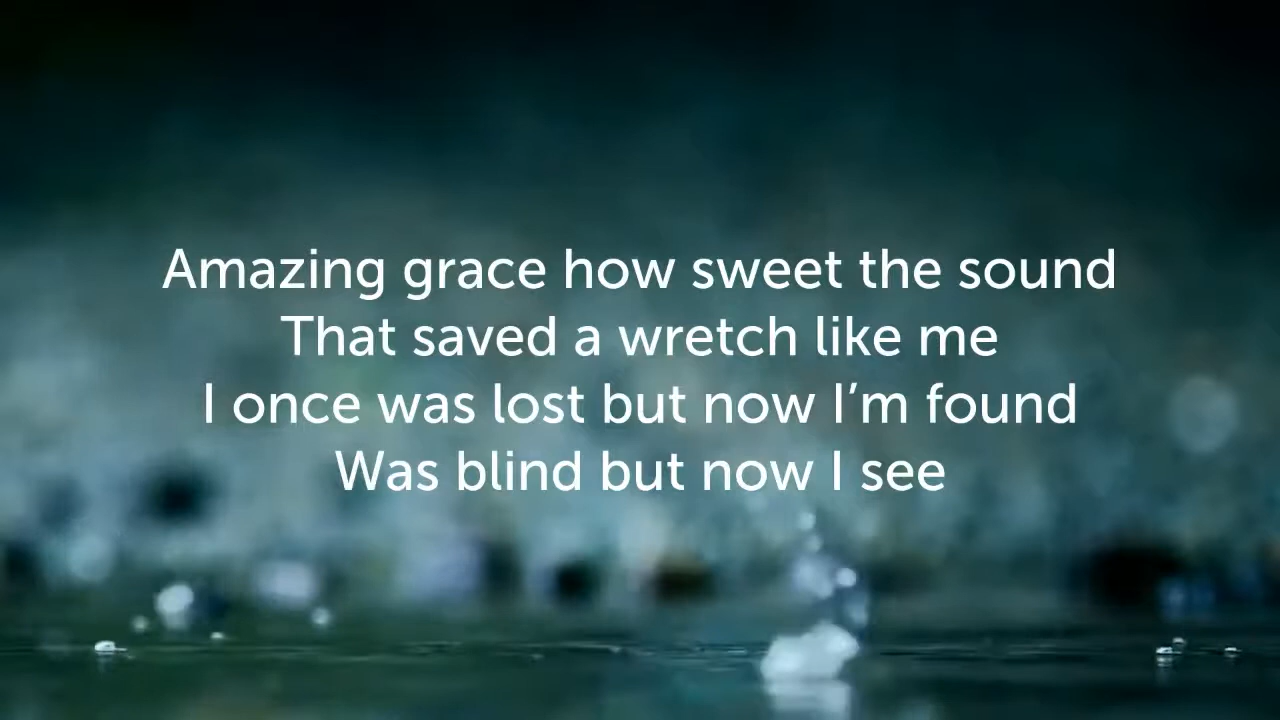 Amazing grace how sweet the sound
That saved a wretch like me
I once was lost but now I’m found
Was blind but now I see